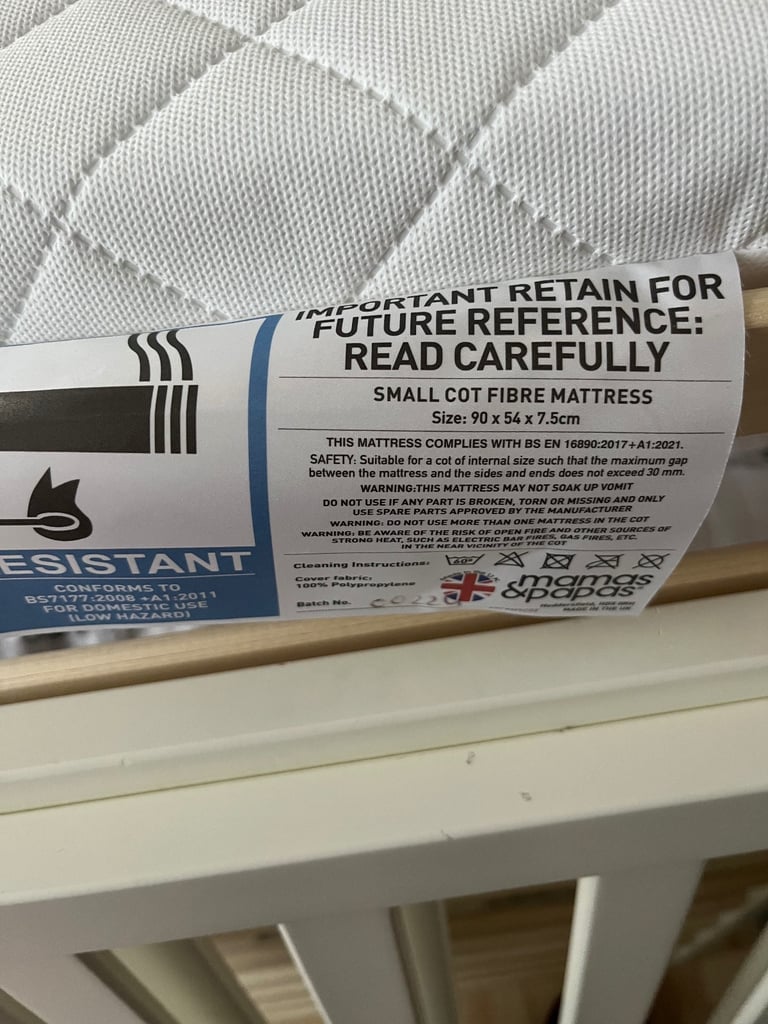 IMPORTANT RETAIN FOR
FUTURE REFERENCE:
READ CAREFULLY
SMALL COT FIBRE MATTRESS
Size: 90 x 54 x 7.5cm
THIS MATTRESS COMPLIES WITH BS EN 16890:2017+A1:2021.
SAFETY: Suitable for a cot of internal size such that the maximum gap
between the mattress and the sides and ends does not exceed 30 mm.
WARNING:THIS MATTRESS MAY NOT SOAK UP VOMIT
DO NOT USE IF ANY PART IS BROKEN, TORN OR MISSING AND ONLY
USE SPARE PARTS APPROVED BY THE MANUFACTURER
WARNING: DO NOT USE MORE THAN ONE MATTRESS IN THE COT
WARNING: BE AWARE OF THE RISK OF OPEN FIRE AND OTHER SOURCES OF
STRONG HEAT, SUCH AS ELECTRIC BAR FIRES, GAS FIRES, ETC.
IN THE NEAR VICINITY OF THE COT
Cleaning Instructions: 60°
Cover fabric:
100% Polypropylene
Batch No.
mamas
&papas
MADE IN THE UK
ESISTANT
CONFORMS TO
BS7177:2008 +A1:2011
FOR DOMESTIC USE
(LOW HAZARD)